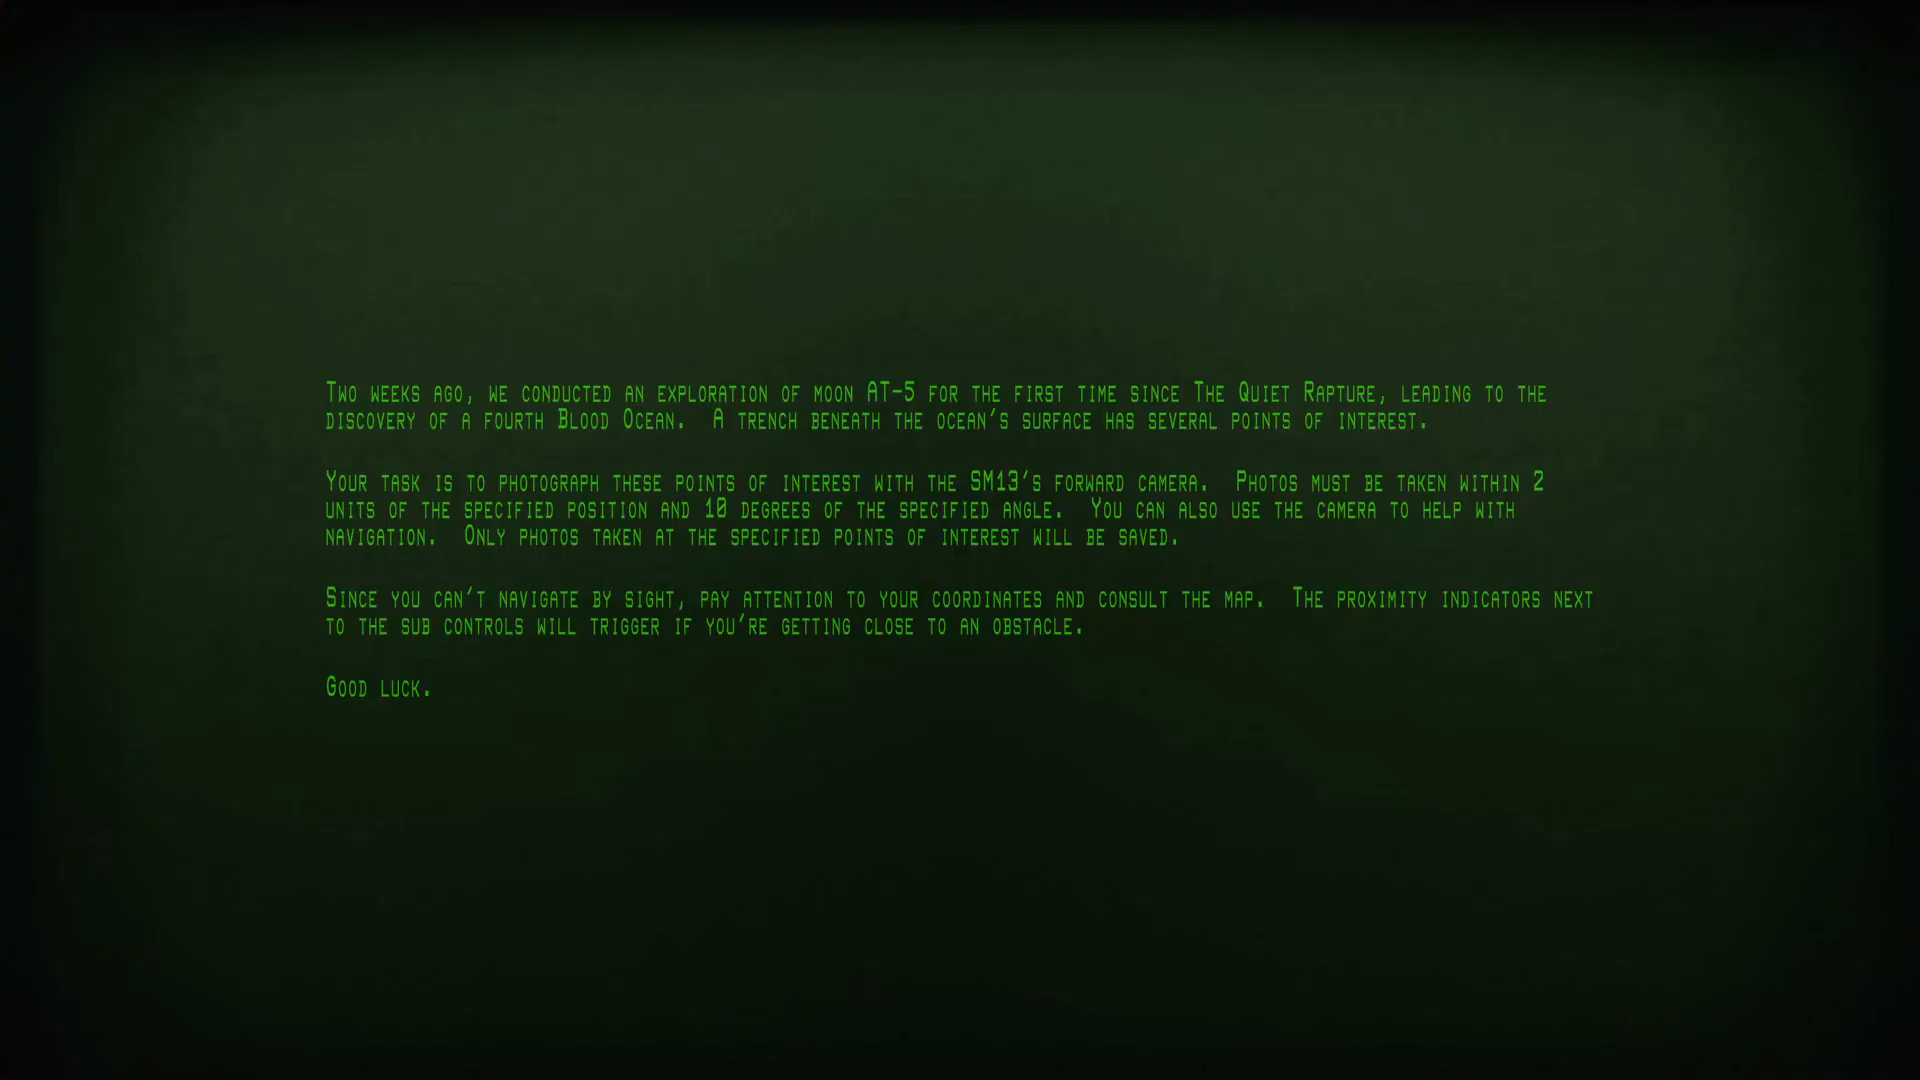 Two weeks ago, we conducted an exploration of moon AT-5 for the first time since The Quiet Rapture, leading to the
discovery of a fourth Blood Ocean.  A trench beneath the ocean's surface has several points of interest.
Your task is to photograph these points of interest with the SM13's forward camera.  Photos must be taken within 2
units of the specified position and 10 degrees of the specified angle.  You can also use the camera to help with
navigation.  Only photos taken at the specified points of interest will be saved.
Since you can't navigate by sight, pay attention to your coordinates and consult the map.  The proximity indicators next
to the sub controls will trigger if you're getting close to an obstacle.
Good luck.